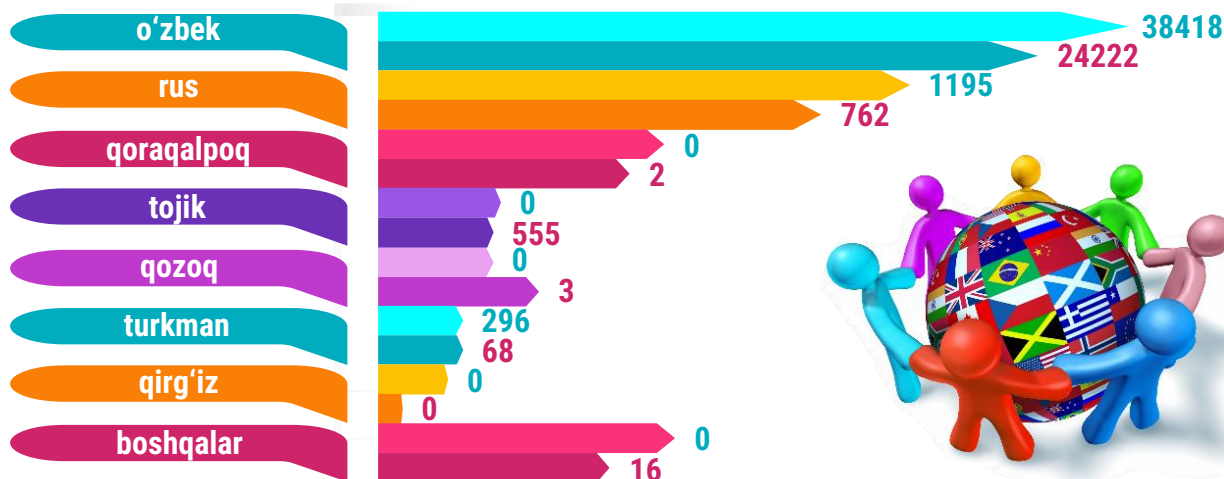 o‘zbek
38418
24222
rus
1195
762
qoraqalpoq
0
2
tojik
0
555
qozoq
0
3
turkman
296
68
qirg‘iz
0
0
boshqalar
0
16